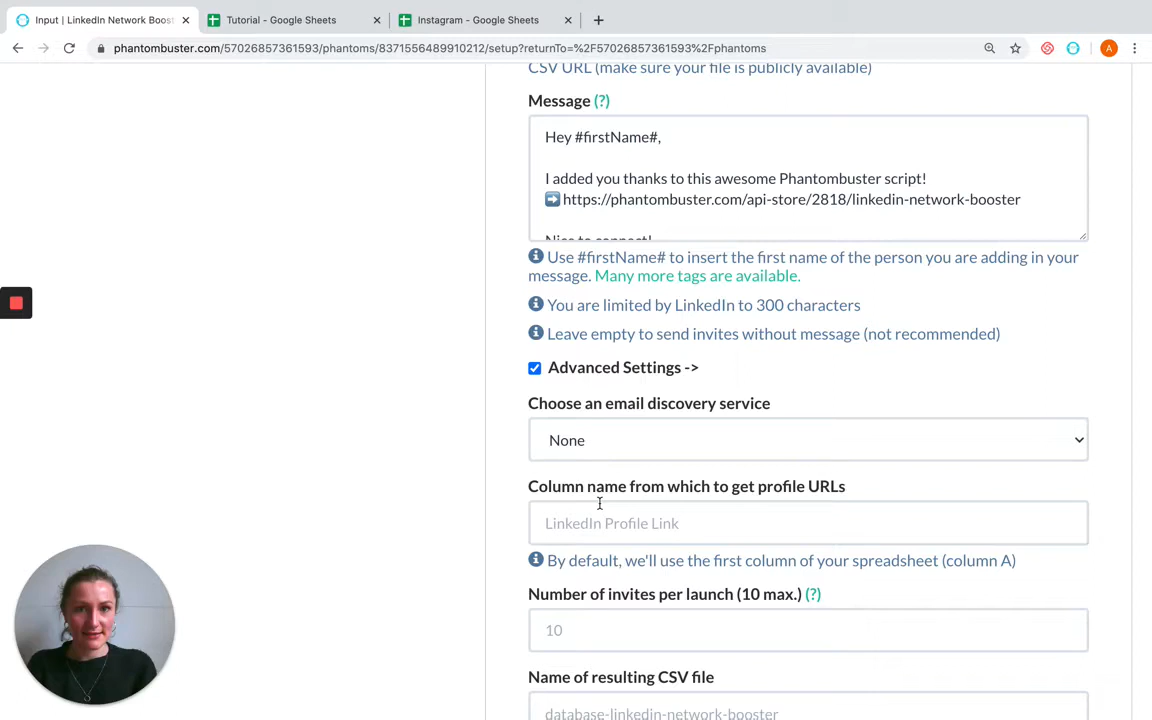 Input | LinkedIn Network Boost
Tutorial - Google Sheets
Instagram - Google Sheets
phantombuster.com/57026857361593/phantoms/8371556489910212/setup?returnTo=%2F57026857361593%2Fphantoms
A
CSV URL (make sure your file is publicly available)
Message (?)
Hey #firstName#,
I added you thanks to this awesome Phantombuster script!
➡️https://phantombuster.com/api-store/2818/linkedin-network-booster
Nice to connect!
Use #firstName# to insert the first name of the person you are adding in your
message. Many more tags are available.
You are limited by LinkedIn to 300 characters
Leave empty to send invites without message (not recommended)
Advanced Settings ->
Choose an email discovery service
None
Column name from which to get profile URLs
LinkedIn Profile Link
By default, we'll use the first column of your spreadsheet (column A)
Number of invites per launch (10 max.) (?)
10
Name of resulting CSV file
database-linkedin-network-booster